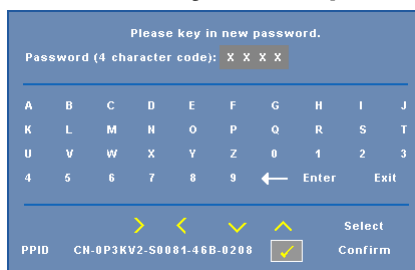 Please key in new password.
Password (4 character code): X X X X
A B C D E F G H I J
K L M N O P Q R S T
U V W X Y Z 0 1 2 3
4 5 6 7 8 9 ← Enter Exit
Select
PPID CN-0P3KV2-S0081-46B-0208 ✓ Confirm